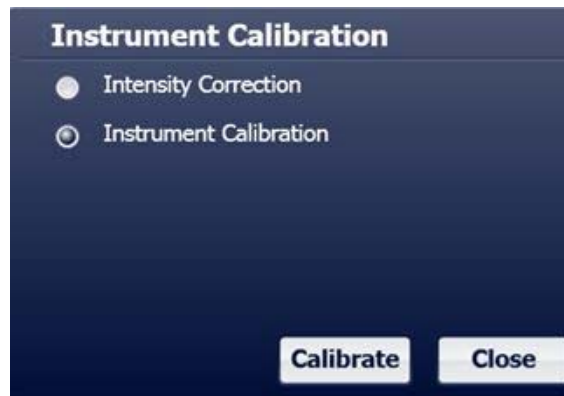 Instrument Calibration
Intensity Correction
Instrument Calibration
Calibrate Close